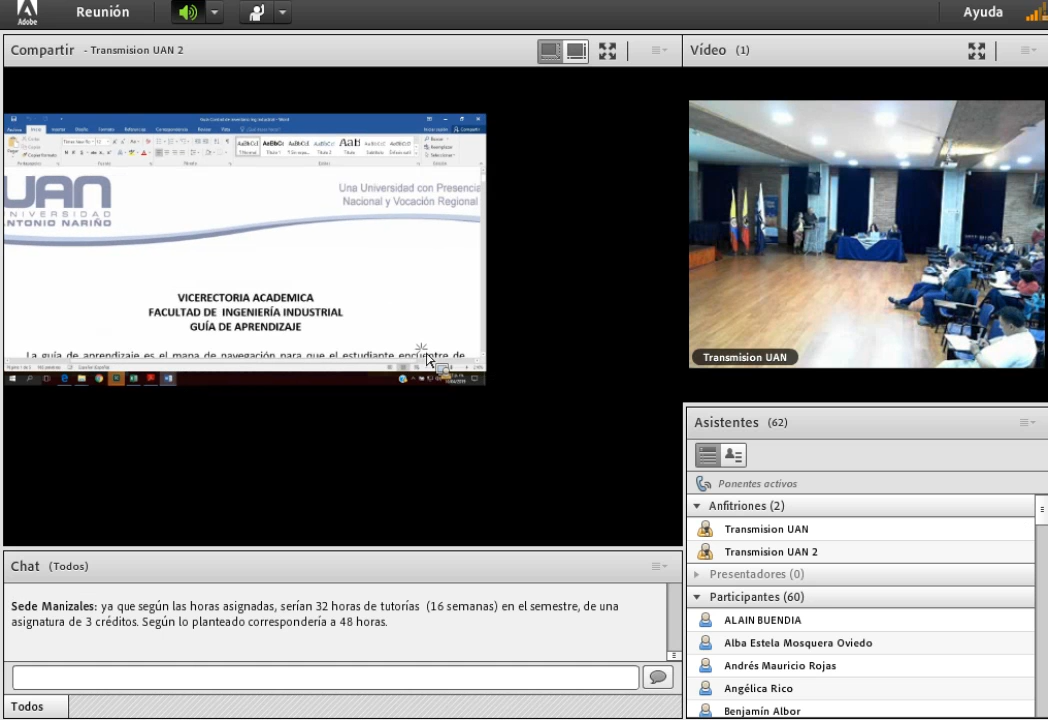 Adobe
Reunión
Ayuda
Compartir - Transmision UAN 2
Vídeo (1)
UAN
UNIVERSIDAD
ANTONIO NARIÑO
Una Universidad con Presencia
Nacional y Vocación Regional
VICERECTORIA ACADEMICA
FACULTAD DE INGENIERÍA INDUSTRIAL
GUÍA DE APRENDIZAJE
La guía de aprendizaje es el mapa de navegación para que el estudiante encuentre de
Transmision UAN
Asistentes (62)
Ponentes activos
Anfitriones (2)
Transmision UAN
Transmision UAN 2
Presentadores (0)
Participantes (60)
ALAIN BUENDIA
Alba Estela Mosquera Oviedo
Andrés Mauricio Rojas
Angélica Rico
Benjamín Albor
Chat (Todos)
Sede Manizales: ya que según las horas asignadas, serían 32 horas de tutorías (16 semanas) en el semestre, de una
asignatura de 3 créditos. Según lo planteado correspondería a 48 horas.
Todos